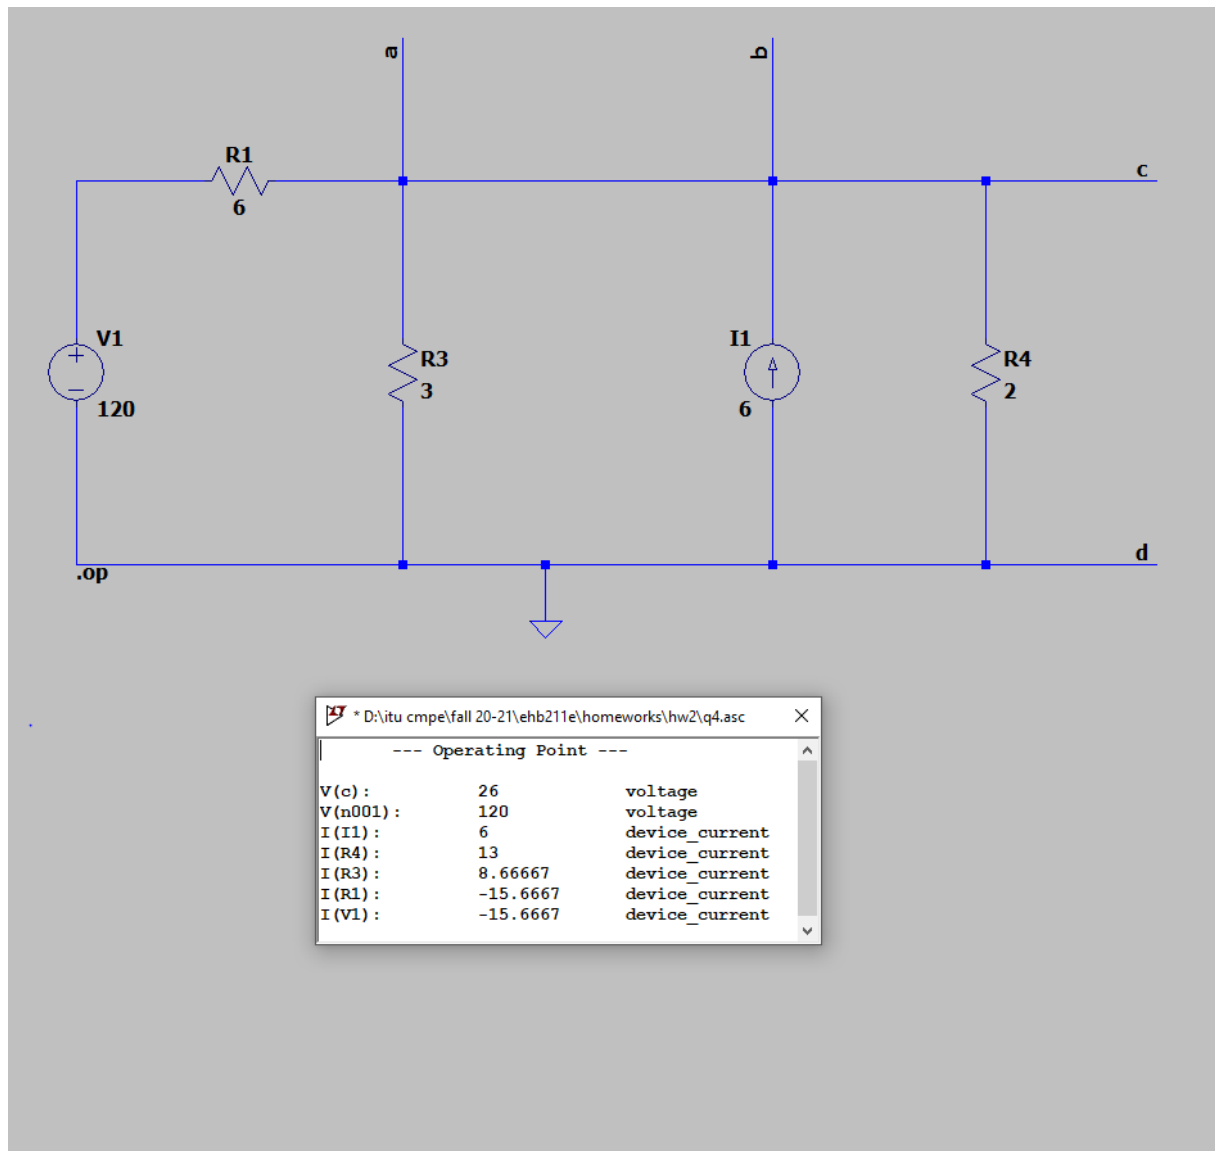 a
b
R1
c
6
V1
I1
R3
R4
3
2
120
6
d
.op
* D:\itu cmpe\fall 20-21\ehb211e\homeworks\hw2\q4.asc
--- Operating Point ---
V(c): 26 voltage
V(n001): 120 voltage
I(I1): 6 device_current
I(R4): 13 device_current
I(R3): 8.66667 device_current
I(R1): -15.6667 device_current
I(V1): -15.6667 device_current